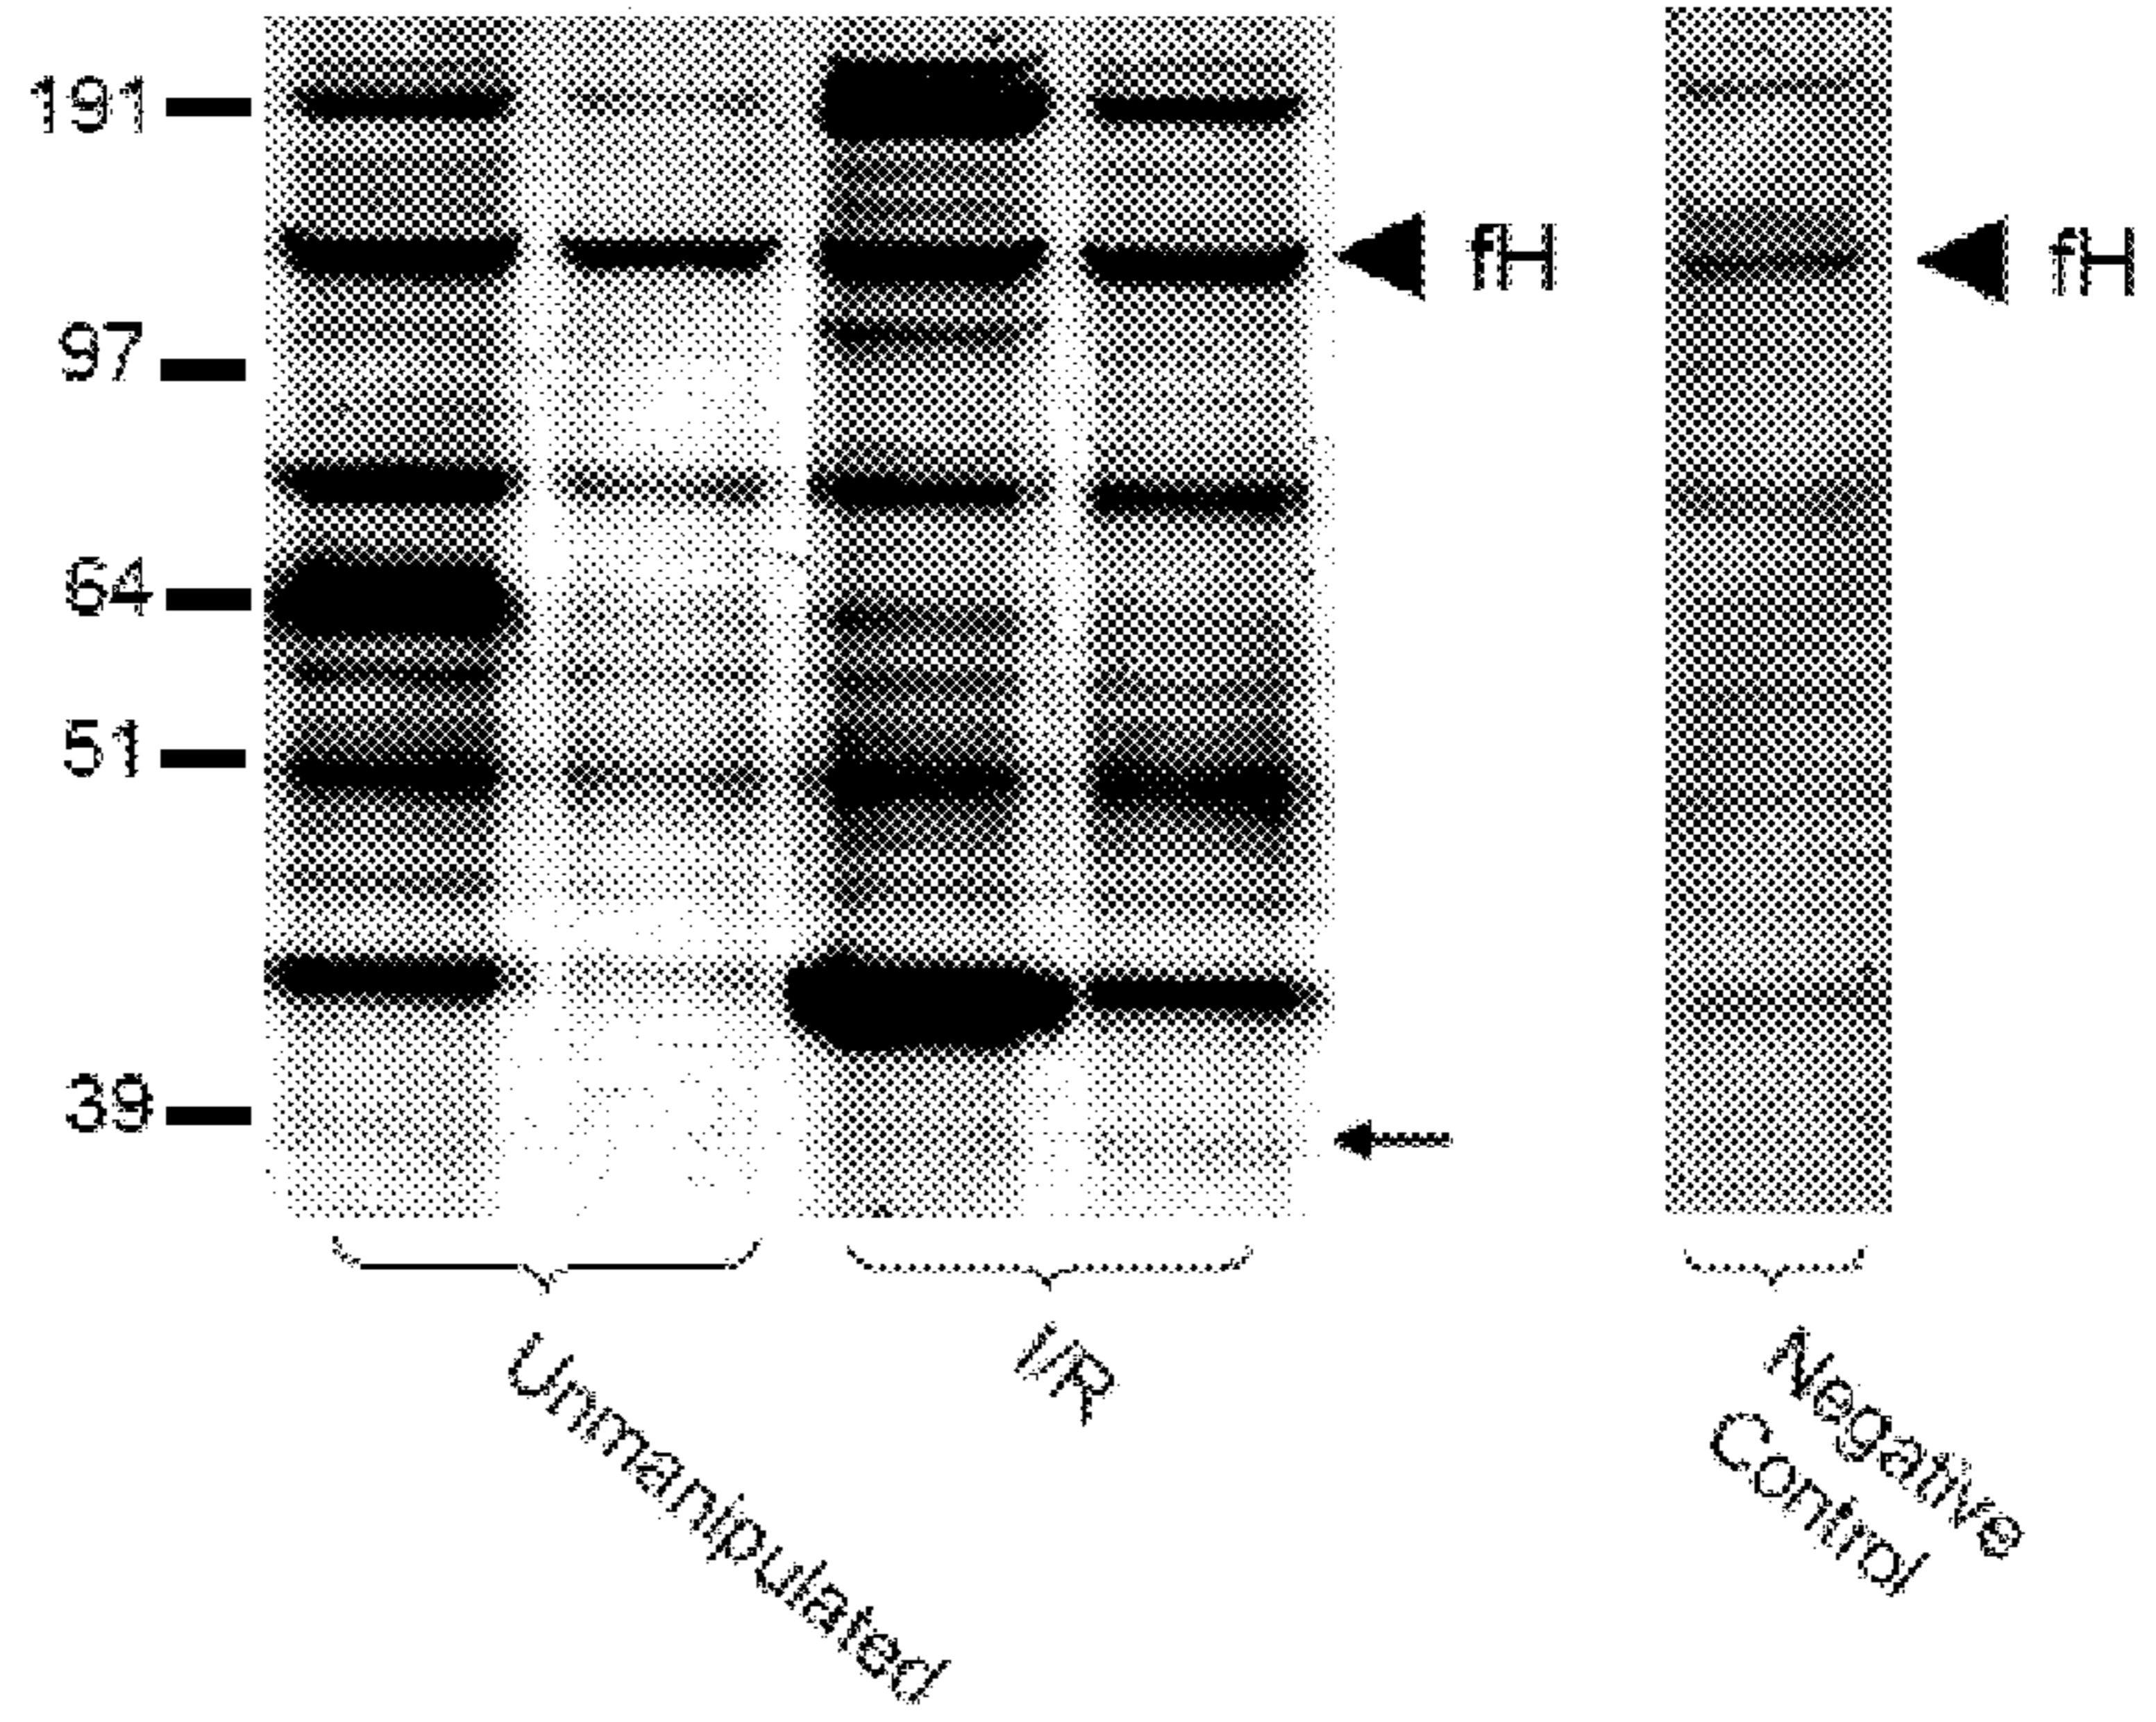 191
fH
fH
97
64
51
39
Unmanipulated
I/R
Negative
Control